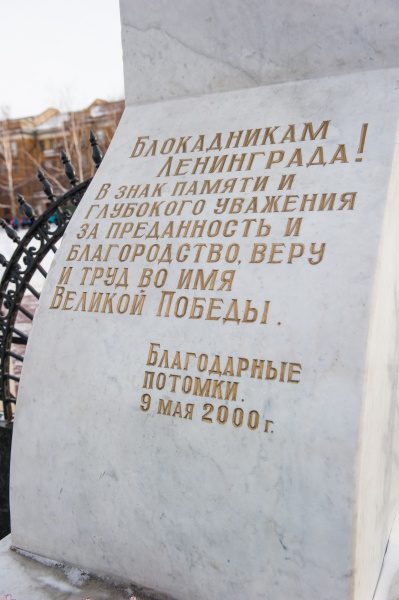 Блокадникам
Ленинграда!
В знак памяти и
глубокого уважения
за преданность и
благородство, веру
и труд во имя
Великой Победы.
Благодарные
потомки.
9 мая 2000 г.